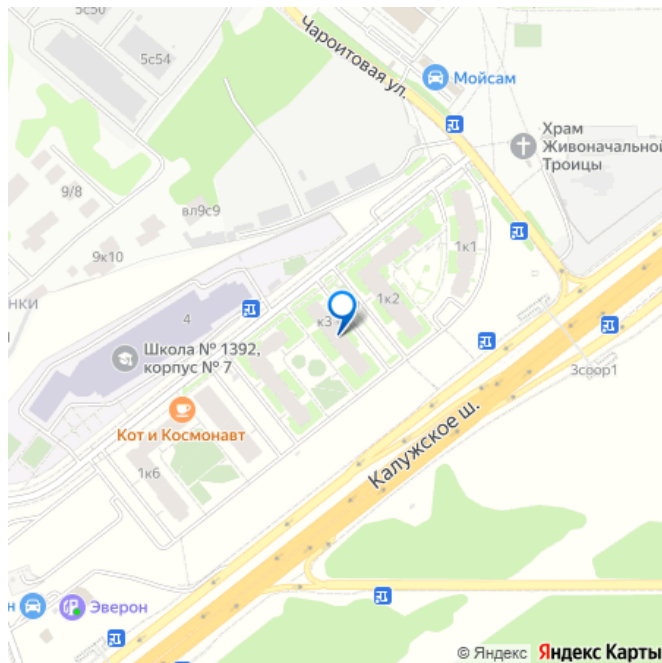 5с50
5с54
Чароитовая ул.
Мойсам
Храм
Живоначальной
Троицы
9/8
вл9с9
9к10
1к1
1к2
НКИ
4
к3
Школа № 1392,
корпус № 7
3соор1
Кот и Космонавт
Калужское ш.
1к6
Эверон
© Яндекс Яндекс Карты